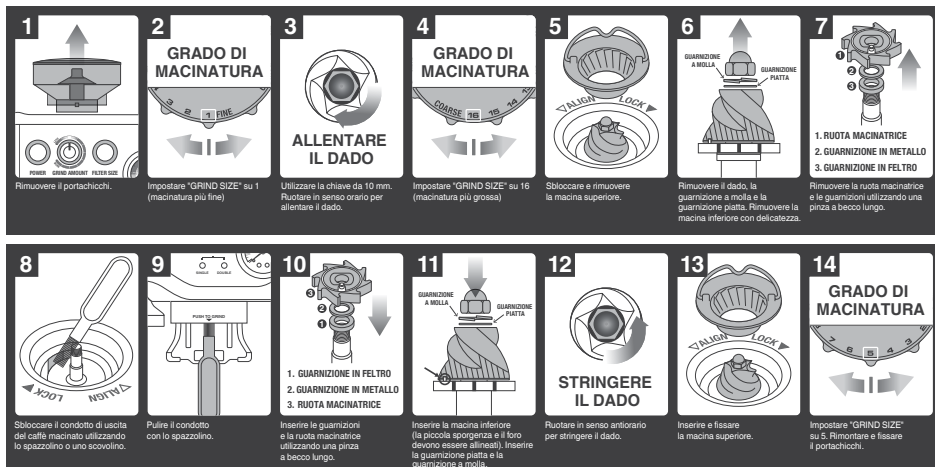 1
POWER GRIND AMOUNT FILTER SIZE
Rimuovere il portachicchi.
2
GRADO DI
MACINATURA
3 2 1 FINE
Impostare "GRIND SIZE" su 1
(macinatura più fine)
3
ALLENTARE
IL DADO
Utilizzare la chiave da 10 mm.
Ruotare in senso orario per
allentare il dado.
4
GRADO DI
MACINATURA
COARSE 16 15 14
Impostare "GRIND SIZE" su 16
(macinatura più grossa)
5
ALIGN LOCK
Sbloccare e rimuovere
la macina superiore.
6
GUARNIZIONE
A MOLLA
GUARNIZIONE
PIATTA
Rimuovere il dado, la
guarnizione a molla e la
guarnizione piatta. Rimuovere la
macina inferiore con delicatezza.
7
1
2
3
1. RUOTA MACINATRICE
2. GUARNIZIONE IN METALLO
3. GUARNIZIONE IN FELTRO
Rimuovere la ruota macinatrice
e le guarnizioni utilizzando una
pinza a becco lungo.
8
LOCK ALIGN
Sbloccare il condotto di uscita
del caffè macinato utilizzando
lo spazzolino o uno scovolino.
9
SINGLE DOUBLE
PUSH TO GRIND
Pulire il condotto
con lo spazzolino.
10
3
2
1
1. GUARNIZIONE IN FELTRO
2. GUARNIZIONE IN METALLO
3. RUOTA MACINATRICE
Inserire le guarnizioni
e la ruota macinatrice
utilizzando una pinza
a becco lungo.
11
GUARNIZIONE
A MOLLA
GUARNIZIONE
PIATTA
Inserire la macina inferiore
(la piccola sporgenza e il foro
devono essere allineati). Inserire
la guarnizione piatta e la
guarnizione a molla.
12
STRINGERE
IL DADO
Ruotare in senso antiorario
per stringere il dado.
13
ALIGN LOCK
Inserire e fissare
la macina superiore.
14
GRADO DI
MACINATURA
7 6 5 4 3
Impostare "GRIND SIZE"
su 5. Rimontare e fissare
il portachicchi.